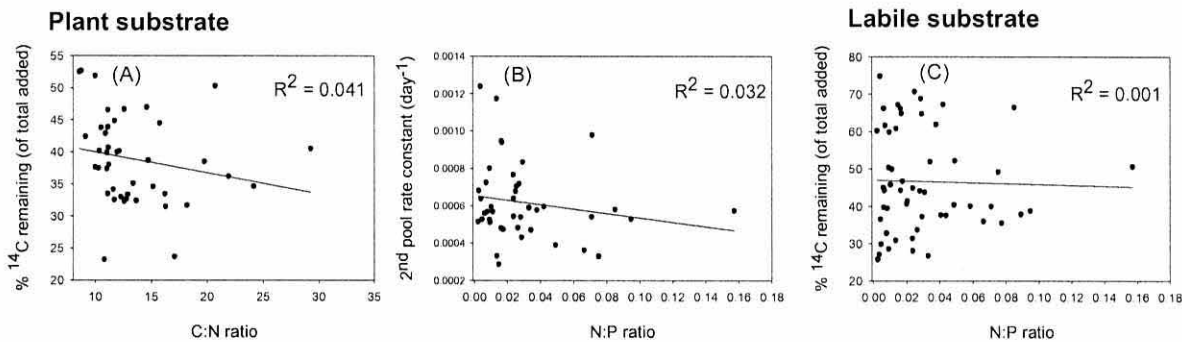 Plant substrate
Labile substrate
(A)
R² = 0.041
% ¹⁴C remaining (of total added)
55
50
45
40
35
30
25
20
10
15
20
25
30
35
C:N ratio
(B)
R² = 0.032
2ⁿᵈ pool rate constant (day⁻¹)
0.0014
0.0012
0.0010
0.0008
0.0006
0.0004
0.0002
0.00 0.02 0.04 0.06 0.08 0.10 0.12 0.14 0.16 0.18
N:P ratio
(C)
R² = 0.001
% ¹⁴C remaining (of total added)
80
70
60
50
40
30
20
0.00 0.02 0.04 0.06 0.08 0.10 0.12 0.14 0.16 0.18
N:P ratio